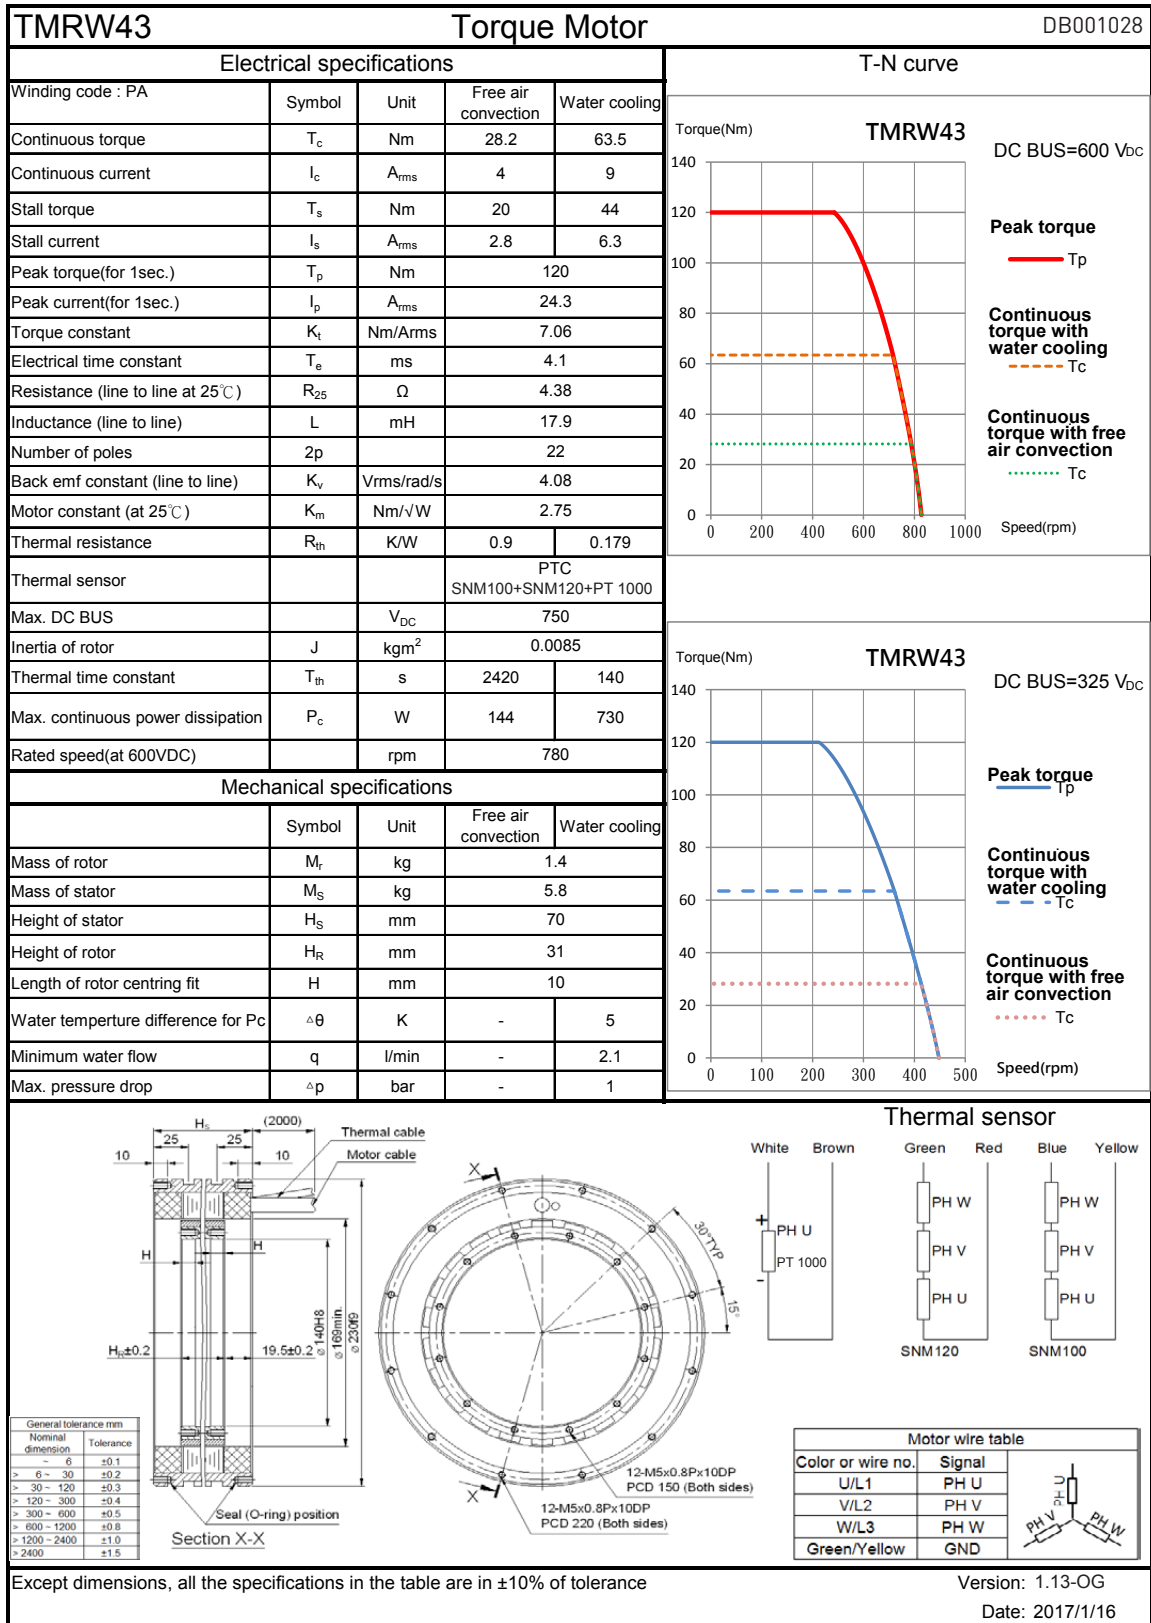 TMRW43 Torque Motor DB001028
Electrical specifications
Winding code : PA Symbol Unit Free air convection Water cooling
Continuous torque Tc Nm 28.2 63.5
Continuous current Ic Arms 4 9
Stall torque Ts Nm 20 44
Stall current Is Arms 2.8 6.3
Peak torque(for 1sec.) Tp Nm 120
Peak current(for 1sec.) Ip Arms 24.3
Torque constant Kt Nm/Arms 7.06
Electrical time constant Te ms 4.1
Resistance (line to line at 25℃) R25 Ω 4.38
Inductance (line to line) L mH 17.9
Number of poles 2p 22
Back emf constant (line to line) Kv Vrms/rad/s 4.08
Motor constant (at 25℃) Km Nm/√W 2.75
Thermal resistance Rth K/W 0.9 0.179
Thermal sensor PTC SNM100+SNM120+PT 1000
Max. DC BUS VDC 750
Inertia of rotor J kgm² 0.0085
Thermal time constant Tth s 2420 140
Max. continuous power dissipation Pc W 144 730
Rated speed(at 600VDC) rpm 780
Mechanical specifications
Symbol Unit Free air convection Water cooling
Mass of rotor Mr kg 1.4
Mass of stator MS kg 5.8
Height of stator HS mm 70
Height of rotor HR mm 31
Length of rotor centring fit H mm 10
Water temperture difference for Pc △θ K - 5
Minimum water flow q l/min - 2.1
Max. pressure drop △p bar - 1
T-N curve
Torque(Nm) TMRW43
DC BUS=600 VDC
140
120
100
80
60
40
20
0
0 200 400 600 800 1000 Speed(rpm)
Peak torque
Tp
Continuous
torque with
water cooling
Tc
Continuous
torque with free
air convection
Tc
Torque(Nm) TMRW43
DC BUS=325 VDC
140
120
100
80
60
40
20
0
0 100 200 300 400 500 Speed(rpm)
Peak torque
Tp
Continuous
torque with
water cooling
Tc
Continuous
torque with free
air convection
Tc
HS (2000)
25 25
10 10
Thermal cable
Motor cable
H H
HR±0.2 19.5±0.2
⌀140H8
⌀169min.
⌀230f9
Seal (O-ring) position
Section X-X
X
X
30°TYP
15°
12-M5x0.8Px10DP
PCD 150 (Both sides)
12-M5x0.8Px10DP
PCD 220 (Both sides)
General tolerance mm
Nominal dimension Tolerance
~ 6 ±0.1
> 6 ~ 30 ±0.2
> 30 ~ 120 ±0.3
> 120 ~ 300 ±0.4
> 300 ~ 600 ±0.5
> 600 ~ 1200 ±0.8
> 1200 ~ 2400 ±1.0
> 2400 ±1.5
Thermal sensor
White Brown Green Red Blue Yellow
+
PH U
PT 1000
-
PH W
PH V
PH U
SNM120
PH W
PH V
PH U
SNM100
Motor wire table
Color or wire no. Signal
U/L1 PH U
V/L2 PH V
W/L3 PH W
Green/Yellow GND
PH U
PH V
PH W
Except dimensions, all the specifications in the table are in ±10% of tolerance
Version: 1.13-OG
Date: 2017/1/16